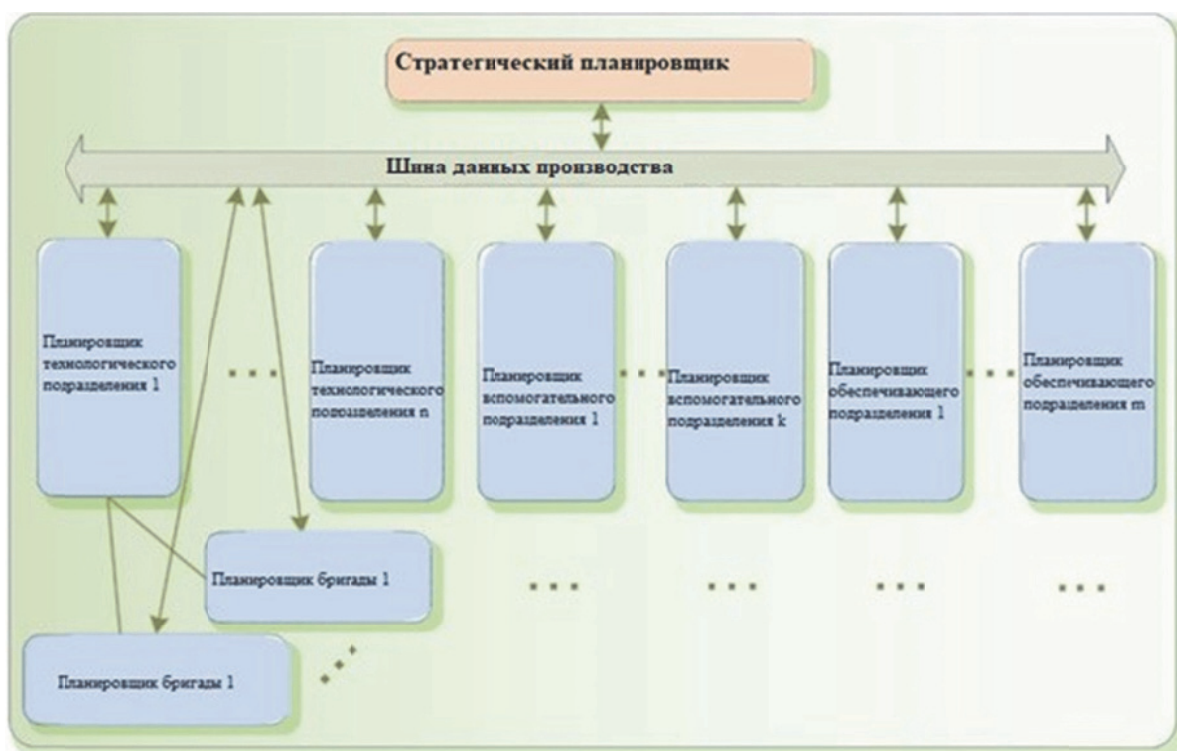 Стратегический планировщик
Шина данных производства
Планировщик
технологического
подразделения 1
Планировщик
технологического
подразделения n
Планировщик
вспомогательного
подразделения 1
Планировщик
вспомогательного
подразделения k
Планировщик
обеспечивающего
подразделения 1
Планировщик
обеспечивающего
подразделения m
Планировщик бригады 1
Планировщик бригады 1